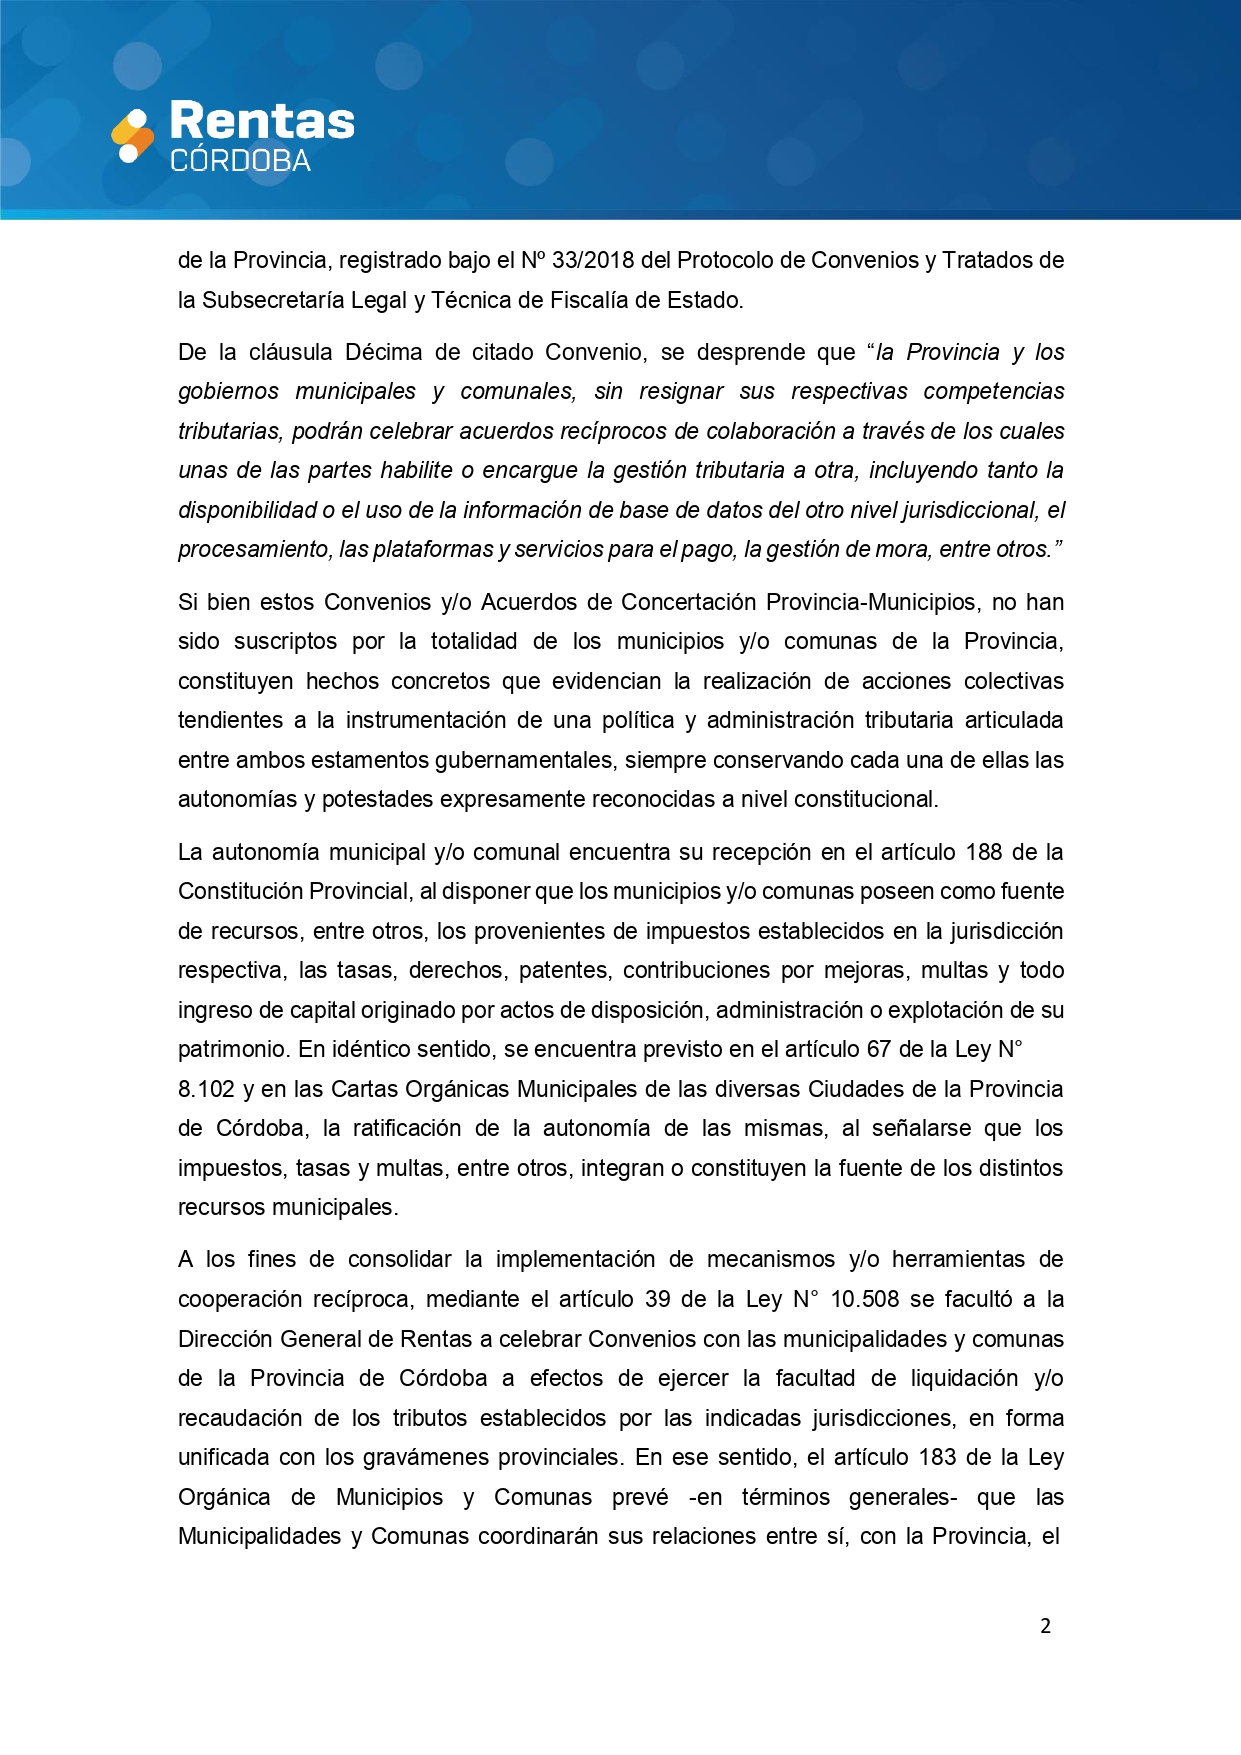 Rentas
CÓRDOBA
de la Provincia, registrado bajo el Nº 33/2018 del Protocolo de Convenios y Tratados de
la Subsecretaría Legal y Técnica de Fiscalía de Estado.
De la cláusula Décima de citado Convenio, se desprende que “la Provincia y los
gobiernos municipales y comunales, sin resignar sus respectivas competencias
tributarias, podrán celebrar acuerdos recíprocos de colaboración a través de los cuales
unas de las partes habilite o encargue la gestión tributaria a otra, incluyendo tanto la
disponibilidad o el uso de la información de base de datos del otro nivel jurisdiccional, el
procesamiento, las plataformas y servicios para el pago, la gestión de mora, entre otros.”
Si bien estos Convenios y/o Acuerdos de Concertación Provincia-Municipios, no han
sido suscriptos por la totalidad de los municipios y/o comunas de la Provincia,
constituyen hechos concretos que evidencian la realización de acciones colectivas
tendientes a la instrumentación de una política y administración tributaria articulada
entre ambos estamentos gubernamentales, siempre conservando cada una de ellas las
autonomías y potestades expresamente reconocidas a nivel constitucional.
La autonomía municipal y/o comunal encuentra su recepción en el artículo 188 de la
Constitución Provincial, al disponer que los municipios y/o comunas poseen como fuente
de recursos, entre otros, los provenientes de impuestos establecidos en la jurisdicción
respectiva, las tasas, derechos, patentes, contribuciones por mejoras, multas y todo
ingreso de capital originado por actos de disposición, administración o explotación de su
patrimonio. En idéntico sentido, se encuentra previsto en el artículo 67 de la Ley N°
8.102 y en las Cartas Orgánicas Municipales de las diversas Ciudades de la Provincia
de Córdoba, la ratificación de la autonomía de las mismas, al señalarse que los
impuestos, tasas y multas, entre otros, integran o constituyen la fuente de los distintos
recursos municipales.
A los fines de consolidar la implementación de mecanismos y/o herramientas de
cooperación recíproca, mediante el artículo 39 de la Ley N° 10.508 se facultó a la
Dirección General de Rentas a celebrar Convenios con las municipalidades y comunas
de la Provincia de Córdoba a efectos de ejercer la facultad de liquidación y/o
recaudación de los tributos establecidos por las indicadas jurisdicciones, en forma
unificada con los gravámenes provinciales. En ese sentido, el artículo 183 de la Ley
Orgánica de Municipios y Comunas prevé -en términos generales- que las
Municipalidades y Comunas coordinarán sus relaciones entre sí, con la Provincia, el
2